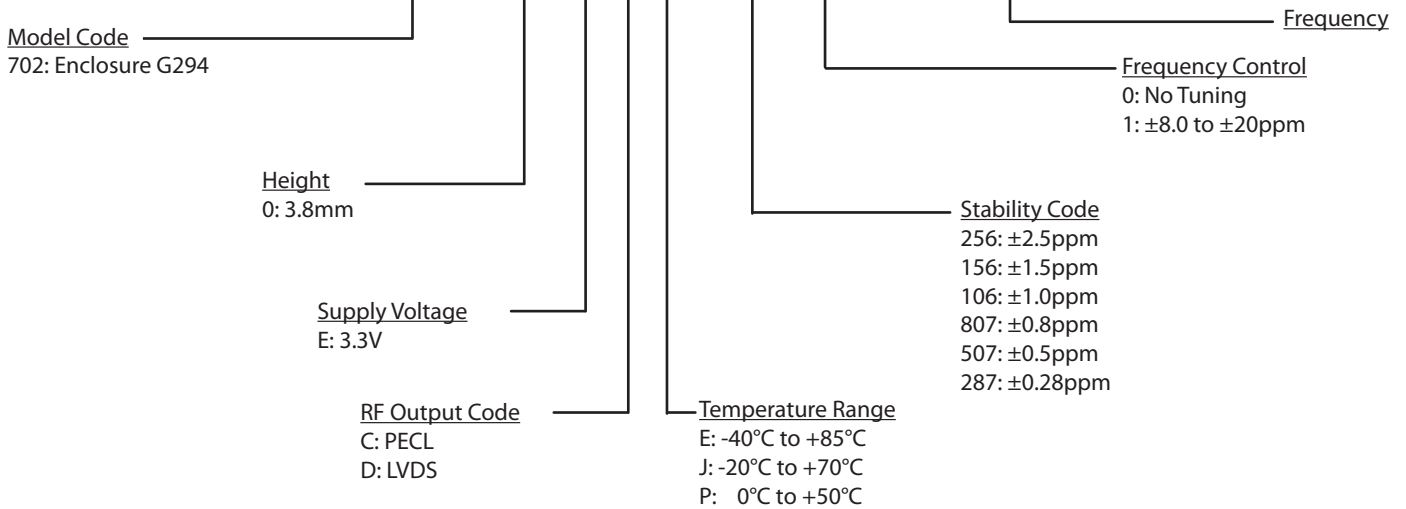 Model Code
702: Enclosure G294
Height
0: 3.8mm
Supply Voltage
E: 3.3V
RF Output Code
C: PECL
D: LVDS
Temperature Range
E: -40°C to +85°C
J: -20°C to +70°C
P: 0°C to +50°C
Stability Code
256: ±2.5ppm
156: ±1.5ppm
106: ±1.0ppm
807: ±0.8ppm
507: ±0.5ppm
287: ±0.28ppm
Frequency Control
0: No Tuning
1: ±8.0 to ±20ppm
Frequency